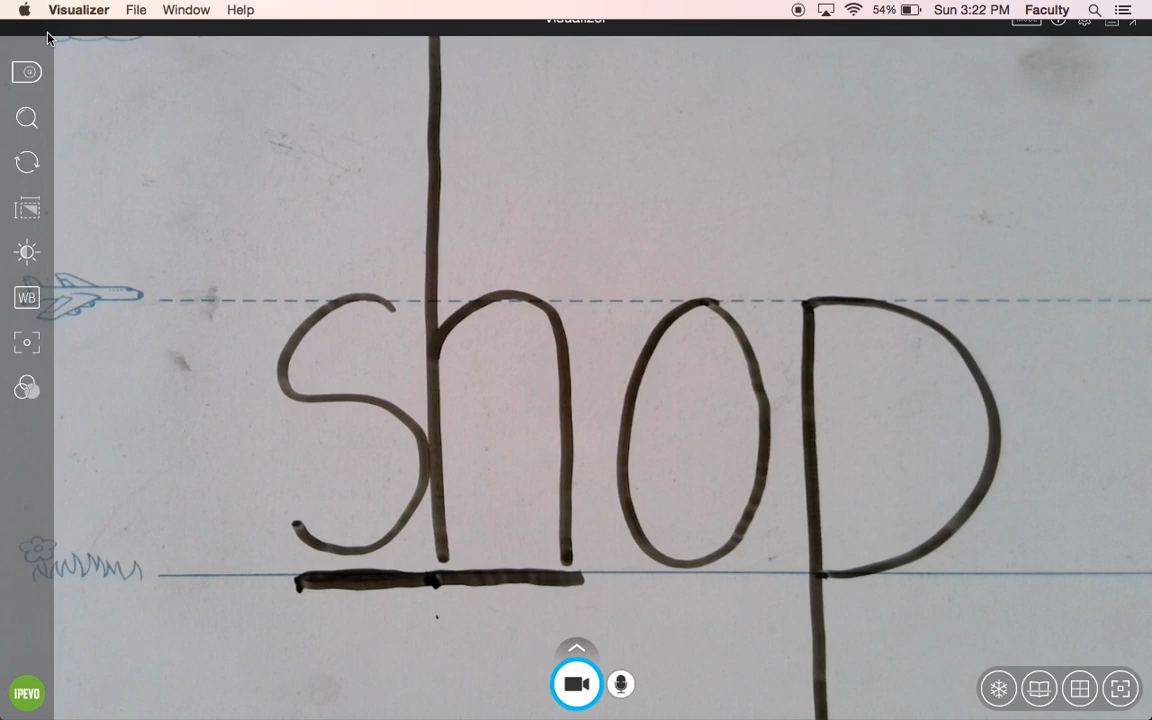 Visualizer File Window Help 54% Sun 3:22 PM Faculty
Visualizer
WB
shop
IPEVO